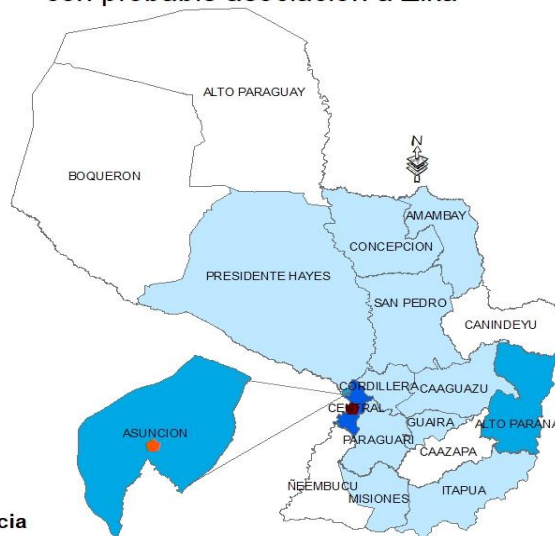 con probable asociación a Zika
ALTO PARAGUAY
BOQUERON
N
AMAMBAY
CONCEPCION
PRESIDENTE HAYES
SAN PEDRO
CANINDEYU
CORDILLERA
CAAGUAZU
CENTRAL
ASUNCION
GUAIRA
ALTO PARANA
PARAGUARI
CAAZAPA
ÑEEMBUCU
MISIONES
ITAPUA
cia